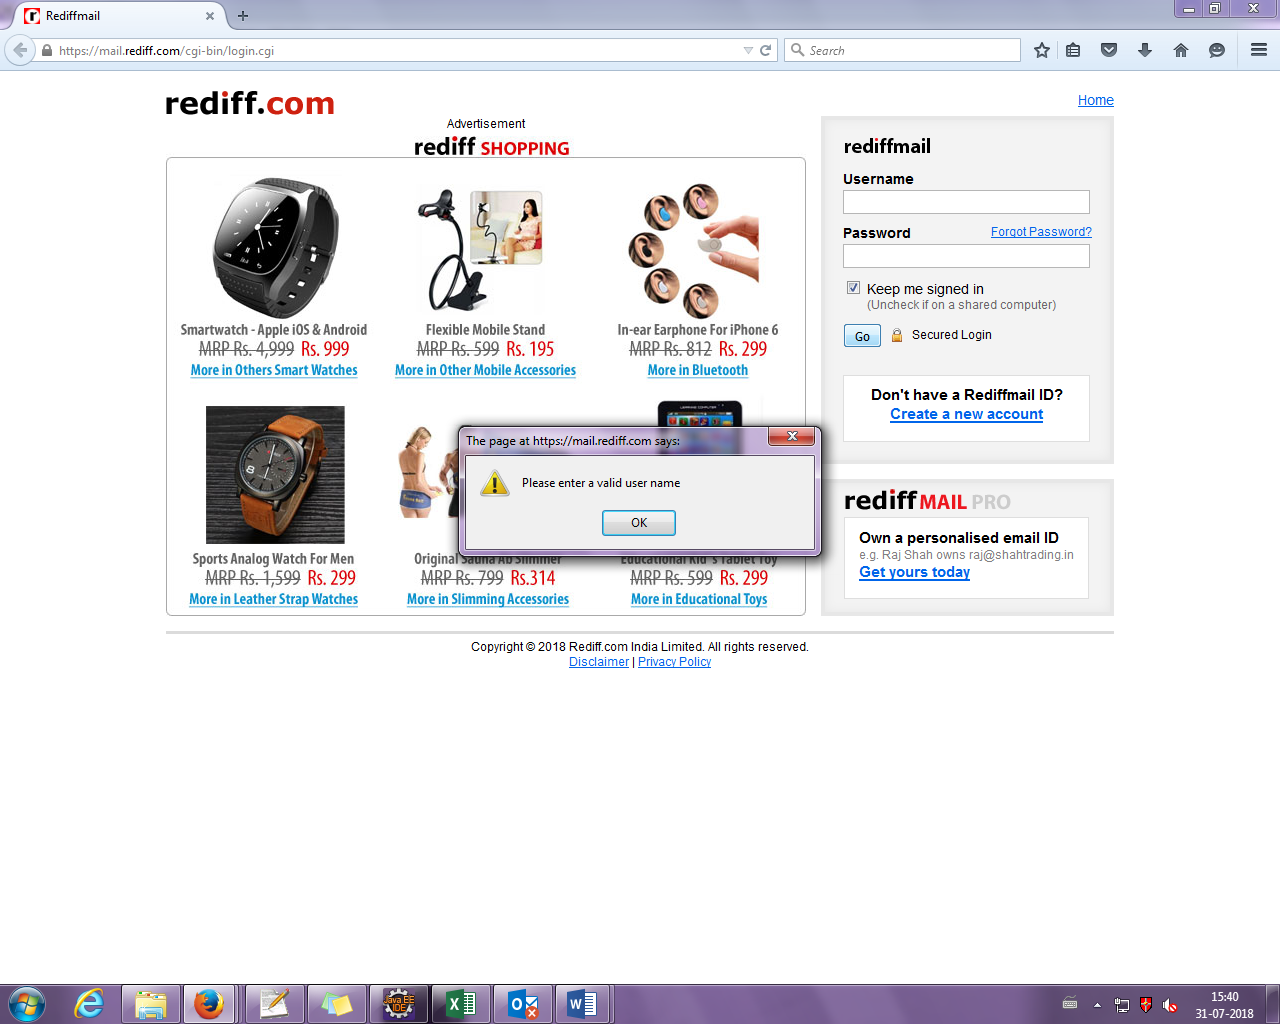 Rediffmail
https://mail.rediff.com/cgi-bin/login.cgi
Search
rediff.com
Home
Advertisement
rediff SHOPPING
Smartwatch - Apple iOS & Android
MRP Rs. 4,999 Rs. 999
More in Others Smart Watches
Flexible Mobile Stand
MRP Rs. 599 Rs. 195
More in Other Mobile Accessories
In-ear Earphone For iPhone 6
MRP Rs. 812 Rs. 299
More in Bluetooth
Sports Analog Watch For Men
MRP Rs. 1,599 Rs. 299
More in Leather Strap Watches
Original Sauna Ab Slimmer
MRP Rs. 799 Rs.314
More in Slimming Accessories
LEARNING COMPUTER
Educational Kid's Tablet Toy
MRP Rs. 599 Rs. 299
More in Educational Toys
The page at https://mail.rediff.com says:
Please enter a valid user name
OK
rediffmail
Username
Password Forgot Password?
Keep me signed in
(Uncheck if on a shared computer)
Go Secured Login
Don't have a Rediffmail ID?
Create a new account
rediff MAIL PRO
Own a personalised email ID
e.g. Raj Shah owns raj@shahtrading.in
Get yours today
Copyright © 2018 Rediff.com India Limited. All rights reserved.
Disclaimer | Privacy Policy
Java EE
IDE
15:40
31-07-2018